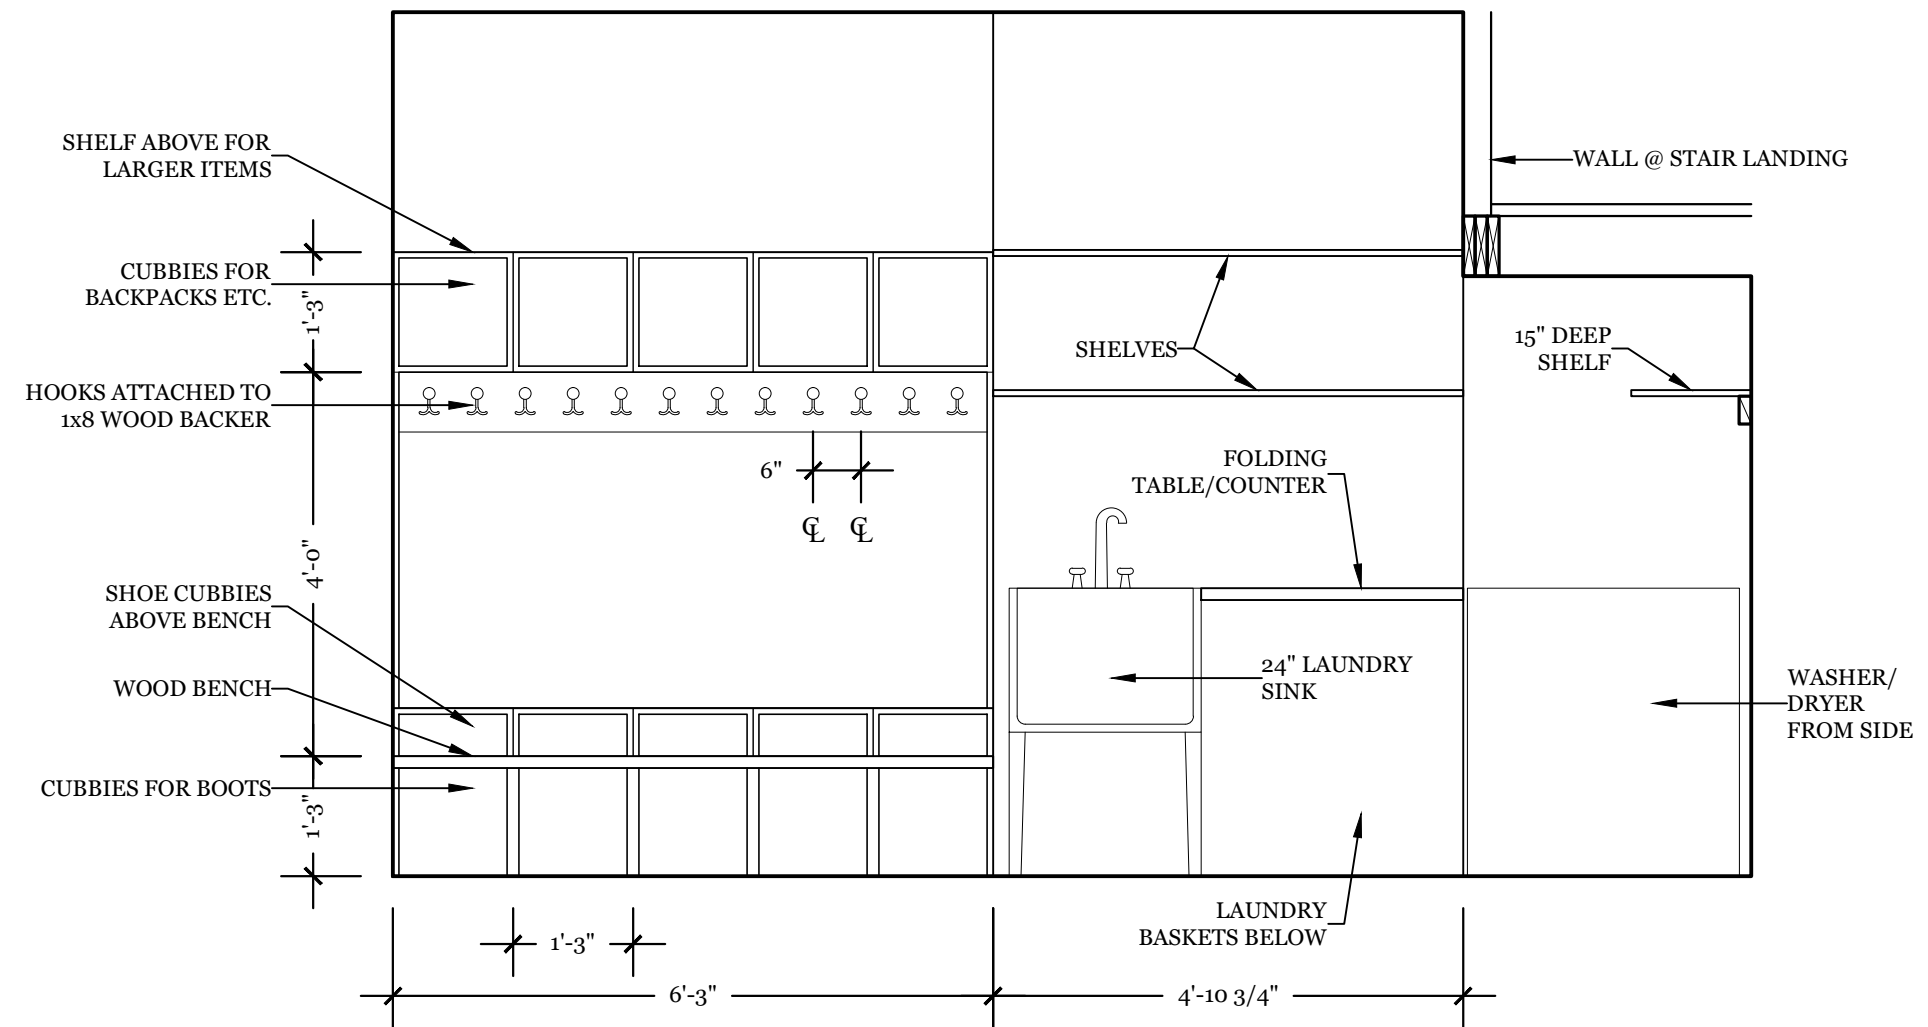 SHELF ABOVE FOR
LARGER ITEMS
WALL @ STAIR LANDING
CUBBIES FOR
BACKPACKS ETC.
1'-3"
SHELVES
15" DEEP
SHELF
HOOKS ATTACHED TO
1x8 WOOD BACKER
6"
℄ ℄
FOLDING
TABLE/COUNTER
4'-0"
SHOE CUBBIES
ABOVE BENCH
WOOD BENCH
24" LAUNDRY
SINK
WASHER/
DRYER
FROM SIDE
CUBBIES FOR BOOTS
1'-3"
LAUNDRY
BASKETS BELOW
1'-3"
6'-3"
4'-10 3/4"